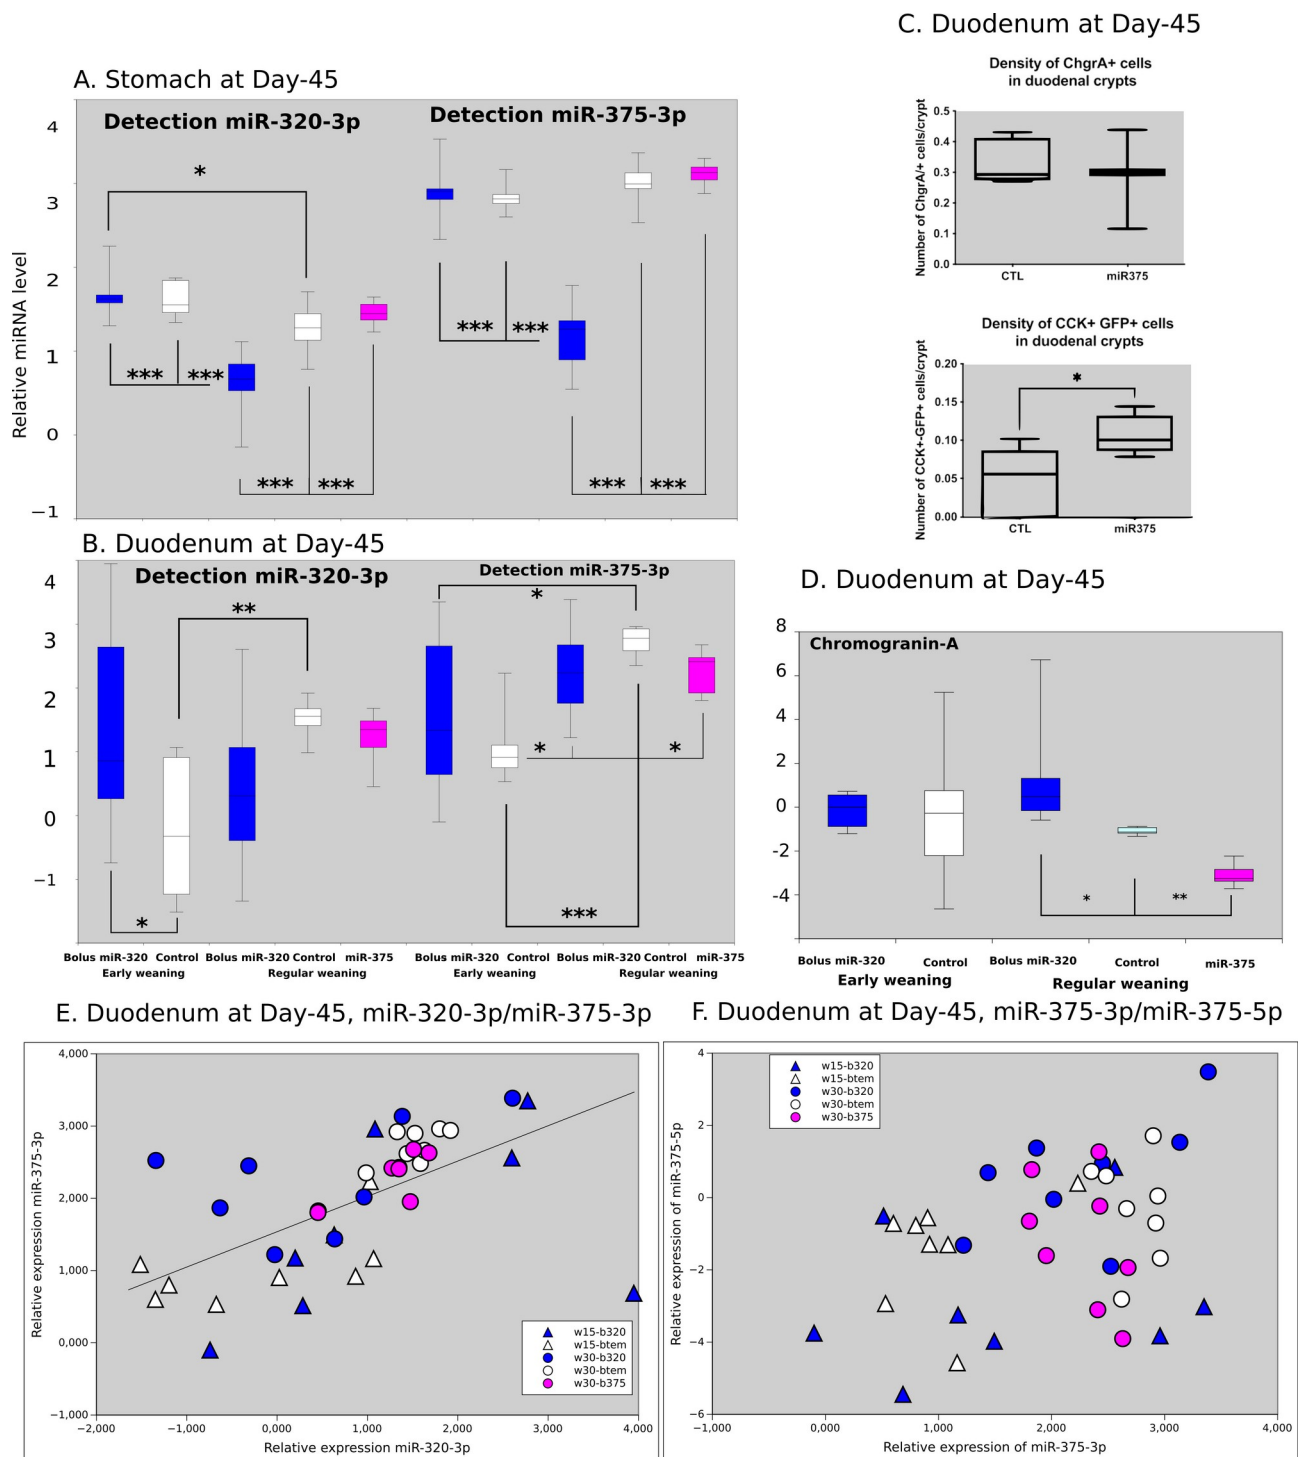 A. Stomach at Day-45
Detection miR-320-3p
Detection miR-375-3p
Relative miRNA level
4
3
2
1
0
−1
*
***
***
***
***
***
***
***
***
B. Duodenum at Day-45
Detection miR-320-3p
Detection miR-375-3p
4
3
2
1
0
−1
**
*
*
*
*
***
Bolus miR-320 Control Bolus miR-320 Control miR-375 Bolus miR-320 Control Bolus miR-320 Control miR-375
Early weaning Regular weaning Early weaning Regular weaning
C. Duodenum at Day-45
Density of ChgrA+ cells
in duodenal crypts
Number of ChgrA/+ cells/crypt
0.5
0.4
0.3
0.2
0.1
0.0
CTL miR375
Density of CCK+ GFP+ cells
in duodenal crypts
Number of CCK+-GFP+ cells/crypt
0.20
0.15
0.10
0.05
0.00
*
CTL miR375
D. Duodenum at Day-45
Chromogranin-A
8
6
4
2
0
-2
-4
*
**
Bolus miR-320 Control Bolus miR-320 Control miR-375
Early weaning Regular weaning
E. Duodenum at Day-45, miR-320-3p/miR-375-3p
Relative expression miR-375-3p
4,000
3,000
2,000
1,000
0,000
−1,000
w15-b320
w15-btem
w30-b320
w30-btem
w30-b375
−2,000 −1,000 0,000 1,000 2,000 3,000 4,000
Relative expression miR-320-3p
F. Duodenum at Day-45, miR-375-3p/miR-375-5p
Relative expression of miR-375-5p
4
2
0
−2
−4
−6
w15-b320
w15-btem
w30-b320
w30-btem
w30-b375
−1,000 0,000 1,000 2,000 3,000 4,000
Relative expression of miR-375-3p